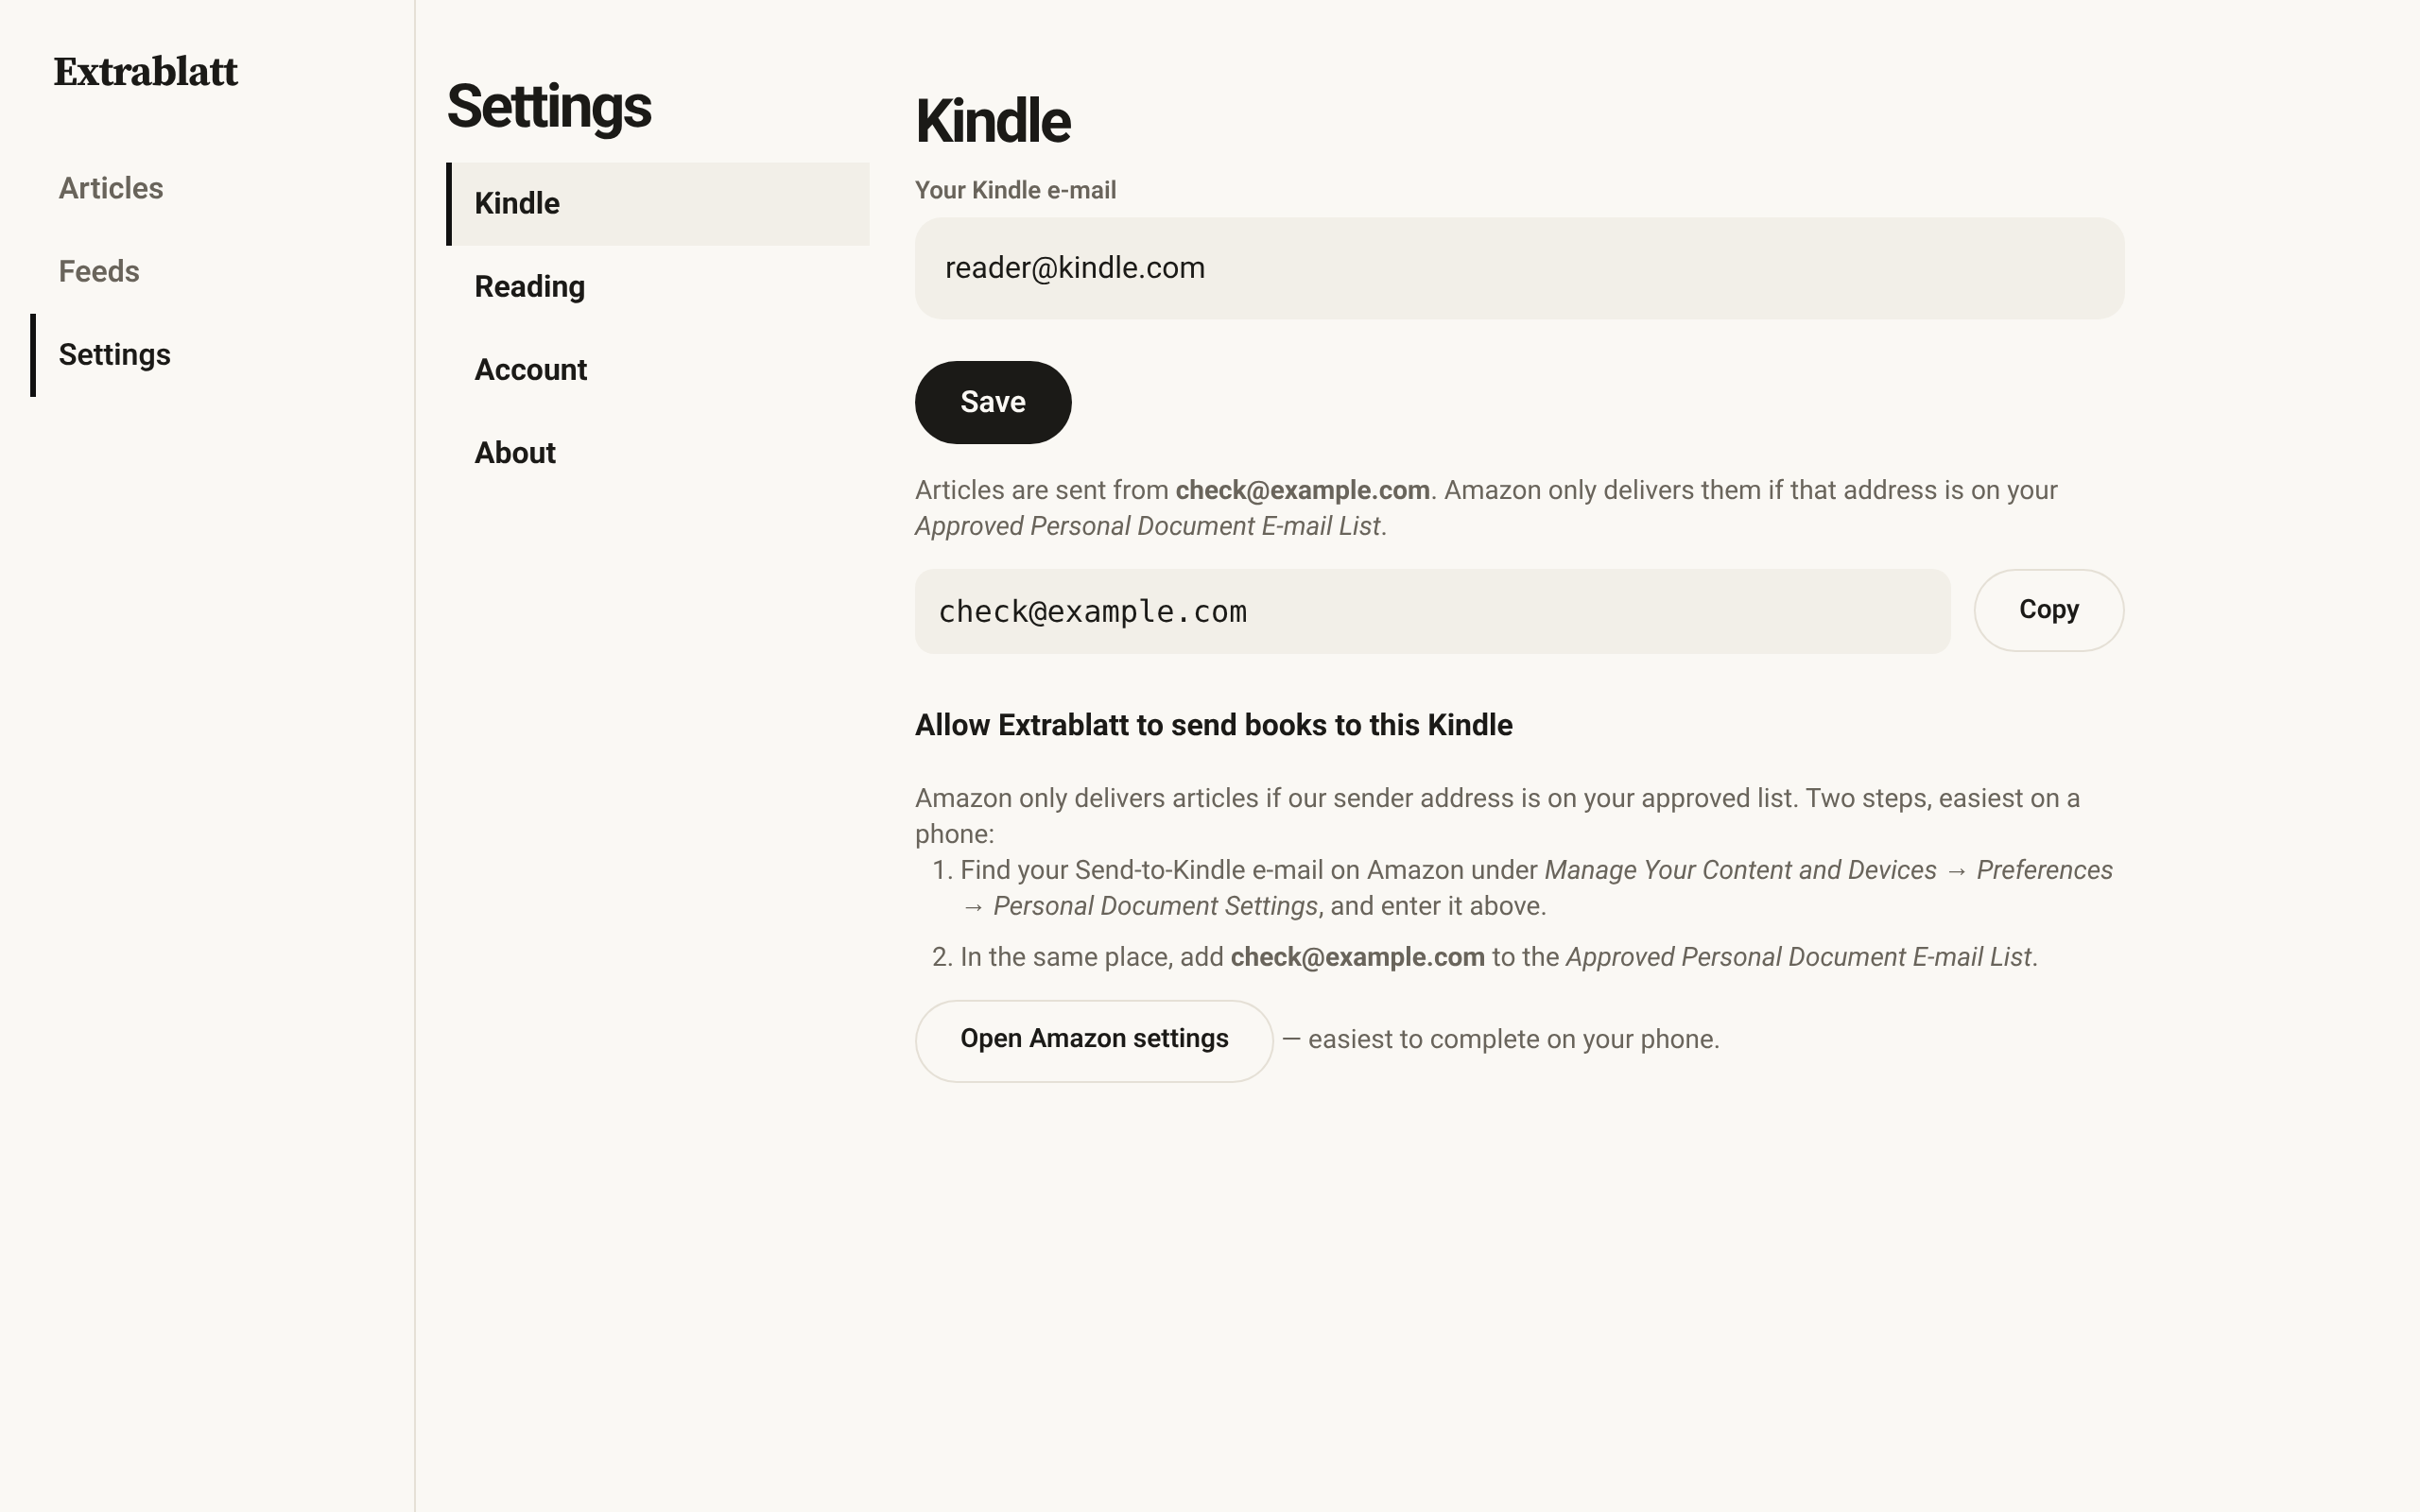 Extrablatt
Articles
Feeds
Settings
Settings
Kindle
Reading
Account
About
Kindle
Your Kindle e-mail
reader@kindle.com
Save
Articles are sent from check@example.com. Amazon only delivers them if that address is on your
Approved Personal Document E-mail List.
check@example.com
Copy
Allow Extrablatt to send books to this Kindle
Amazon only delivers articles if our sender address is on your approved list. Two steps, easiest on a
phone:
1. Find your Send-to-Kindle e-mail on Amazon under Manage Your Content and Devices → Preferences
→ Personal Document Settings, and enter it above.
2. In the same place, add check@example.com to the Approved Personal Document E-mail List.
Open Amazon settings — easiest to complete on your phone.